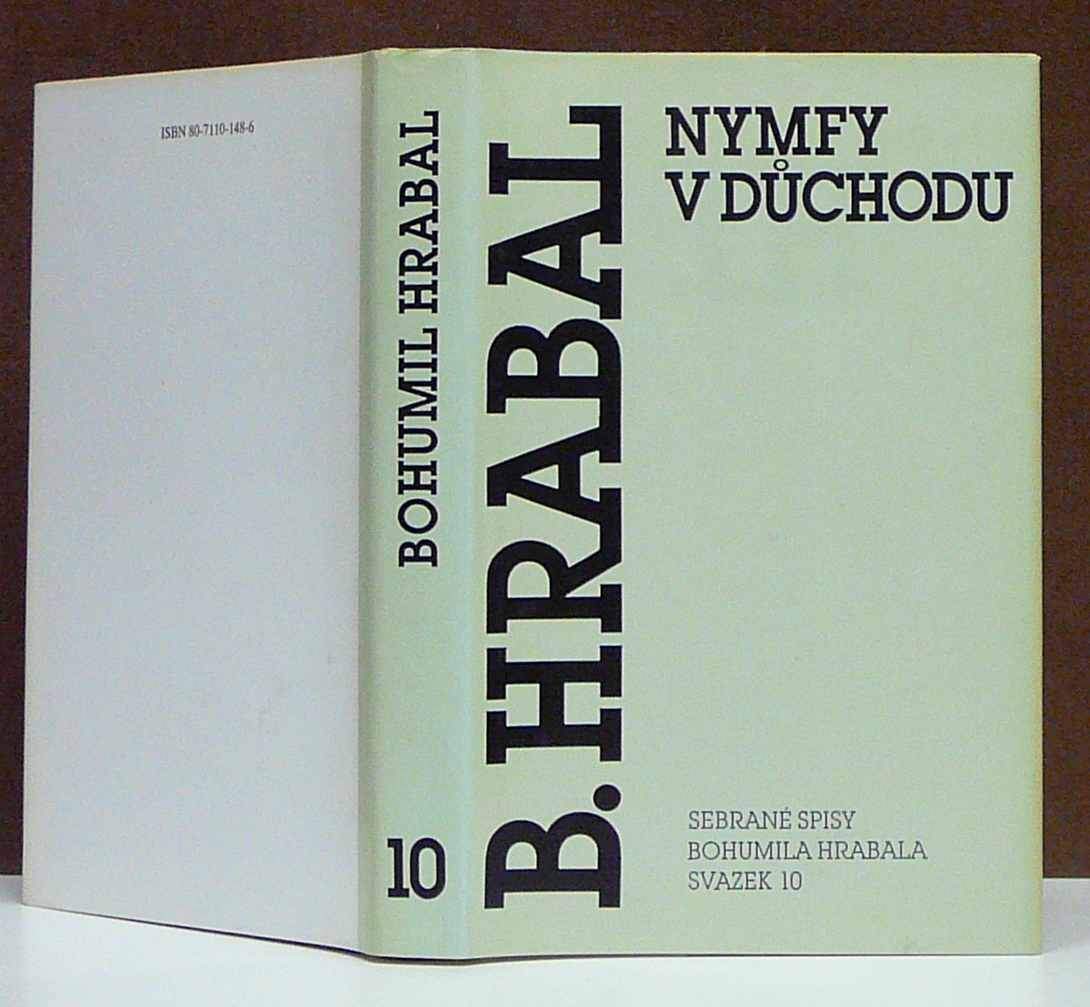 ISBN 80-7110-148-6
BOHUMIL HRABAL
10
B. HRABAL
NYMFY
V DŮCHODU
SEBRANÉ SPISY
BOHUMILA HRABALA
SVAZEK 10